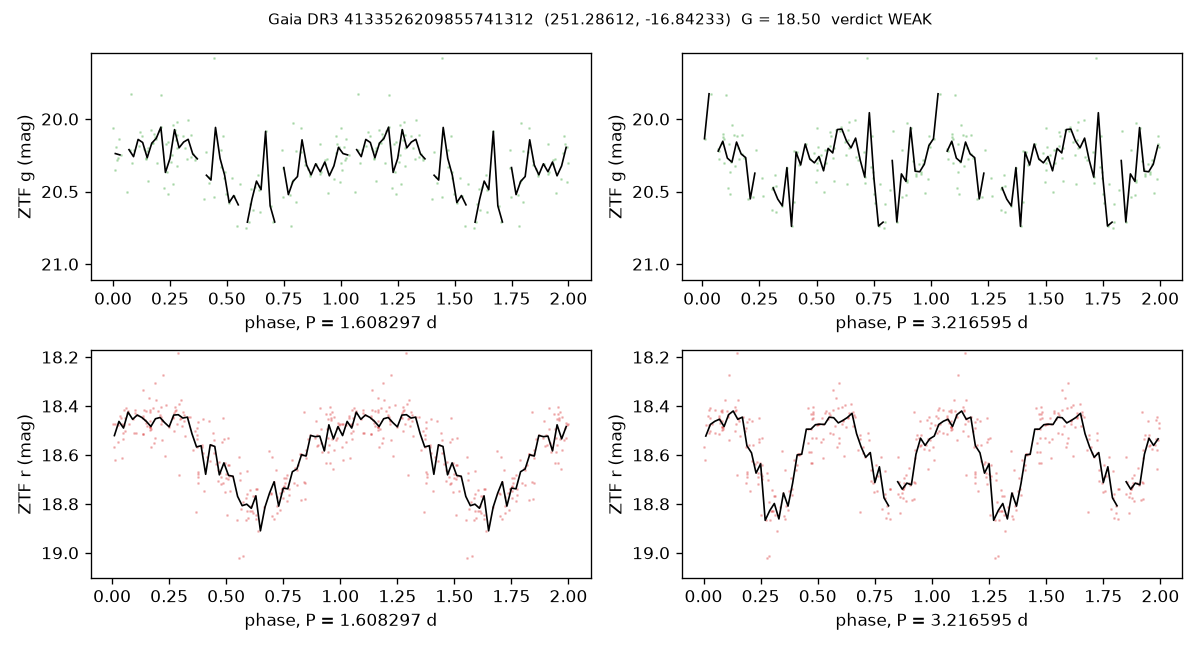 Gaia DR3 4133526209855741312  (251.28612, -16.84233)  G = 18.50  verdict WEAK
ZTF g (mag)
20.0
20.5
21.0
0.00 0.25 0.50 0.75 1.00 1.25 1.50 1.75 2.00
phase, P = 1.608297 d
ZTF g (mag)
20.0
20.5
21.0
0.00 0.25 0.50 0.75 1.00 1.25 1.50 1.75 2.00
phase, P = 3.216595 d
ZTF r (mag)
18.2
18.4
18.6
18.8
19.0
0.00 0.25 0.50 0.75 1.00 1.25 1.50 1.75 2.00
phase, P = 1.608297 d
ZTF r (mag)
18.2
18.4
18.6
18.8
19.0
0.00 0.25 0.50 0.75 1.00 1.25 1.50 1.75 2.00
phase, P = 3.216595 d